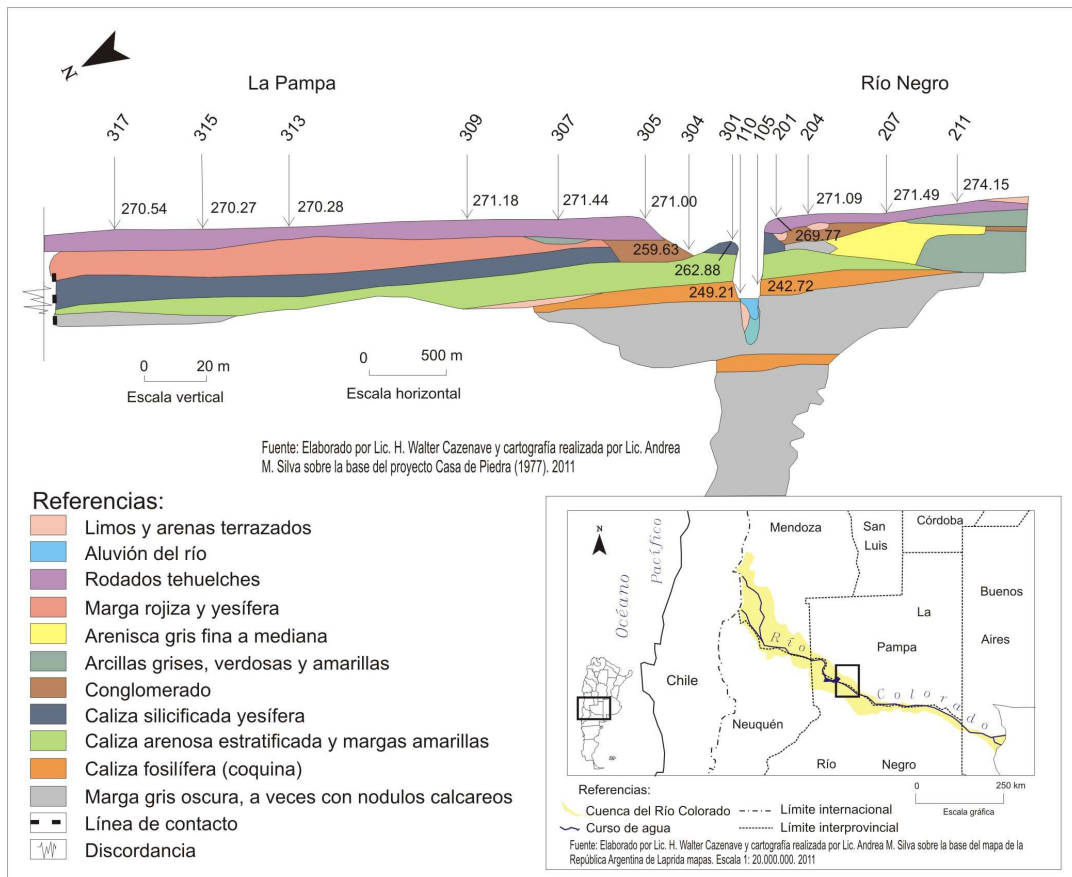 N
La Pampa
Río Negro
317
315
313
309
307
305
304
301
110
105
201
204
207
211
270.54
270.27
270.28
271.18
271.44
271.00
271.09
271.49
274.15
259.63
269.77
262.88
249.21
242.72
0 20 m
Escala vertical
0 500 m
Escala horizontal
Fuente: Elaborado por Lic. H. Walter Cazenave y cartografía realizada por Lic. Andrea
M. Silva sobre la base del proyecto Casa de Piedra (1977). 2011
Referencias:
Limos y arenas terrazados
Aluvión del río
Rodados tehuelches
Marga rojiza y yesífera
Arenisca gris fina a mediana
Arcillas grises, verdosas y amarillas
Conglomerado
Caliza silicificada yesífera
Caliza arenosa estratificada y margas amarillas
Caliza fosilífera (coquina)
Marga gris oscura, a veces con nodulos calcareos
Línea de contacto
Discordancia
N
Océano Pacífico
Mendoza
San
Luis
Córdoba
Buenos
Aires
La
Pampa
Río Colorado
Chile
Neuquén
Río Negro
Referencias:
Cuenca del Río Colorado
Límite internacional
Curso de agua
Límite interprovincial
0 250 km
Escala gráfica
Fuente: Elaborado por Lic. H. Walter Cazenave y cartografía realizada por Lic. Andrea M. Silva sobre la base del mapa de la
República Argentina de Laprida mapas. Escala 1: 20.000.000. 2011